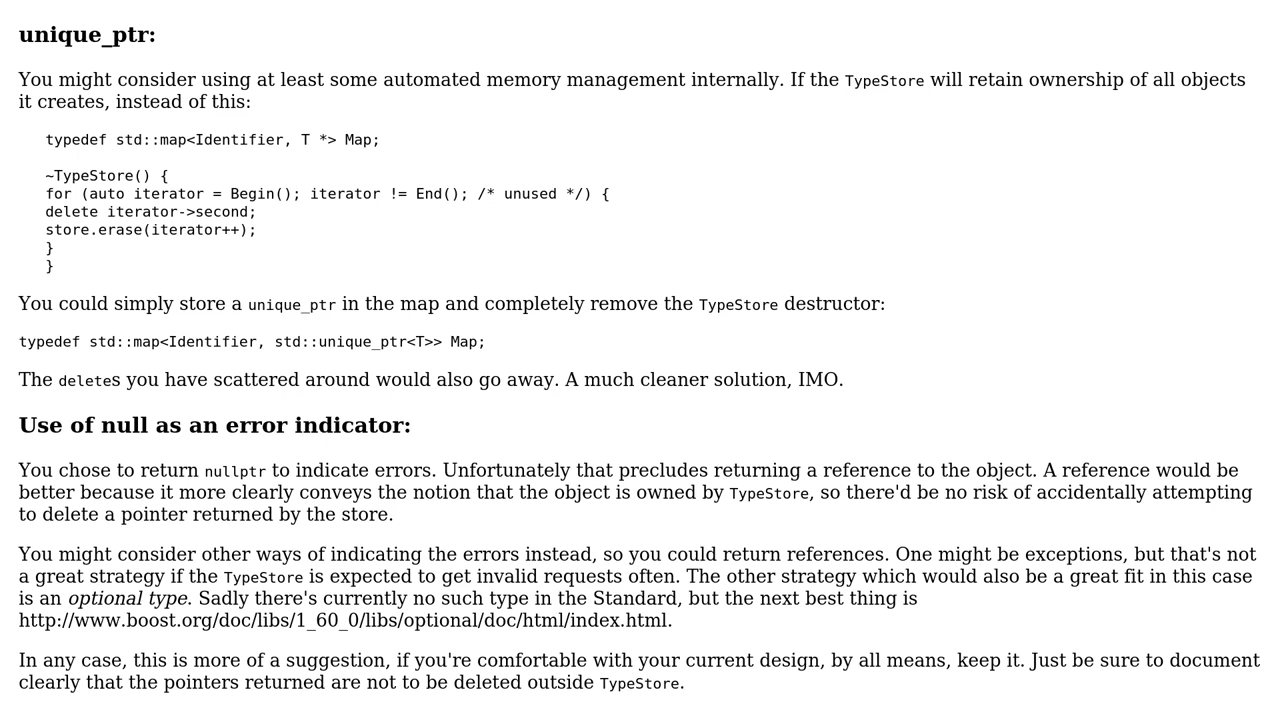 unique_ptr:
You might consider using at least some automated memory management internally. If the TypeStore will retain ownership of all objects
it creates, instead of this:
typedef std::map<Identifier, T *> Map;
~TypeStore() {
for (auto iterator = Begin(); iterator != End(); /* unused */) {
delete iterator->second;
store.erase(iterator++);
}
}
You could simply store a unique_ptr in the map and completely remove the TypeStore destructor:
typedef std::map<Identifier, std::unique_ptr<T>> Map;
The deletes you have scattered around would also go away. A much cleaner solution, IMO.
Use of null as an error indicator:
You chose to return nullptr to indicate errors. Unfortunately that precludes returning a reference to the object. A reference would be
better because it more clearly conveys the notion that the object is owned by TypeStore, so there'd be no risk of accidentally attempting
to delete a pointer returned by the store.
You might consider other ways of indicating the errors instead, so you could return references. One might be exceptions, but that's not
a great strategy if the TypeStore is expected to get invalid requests often. The other strategy which would also be a great fit in this case
is an optional type. Sadly there's currently no such type in the Standard, but the next best thing is
http://www.boost.org/doc/libs/1_60_0/libs/optional/doc/html/index.html.
In any case, this is more of a suggestion, if you're comfortable with your current design, by all means, keep it. Just be sure to document
clearly that the pointers returned are not to be deleted outside TypeStore.